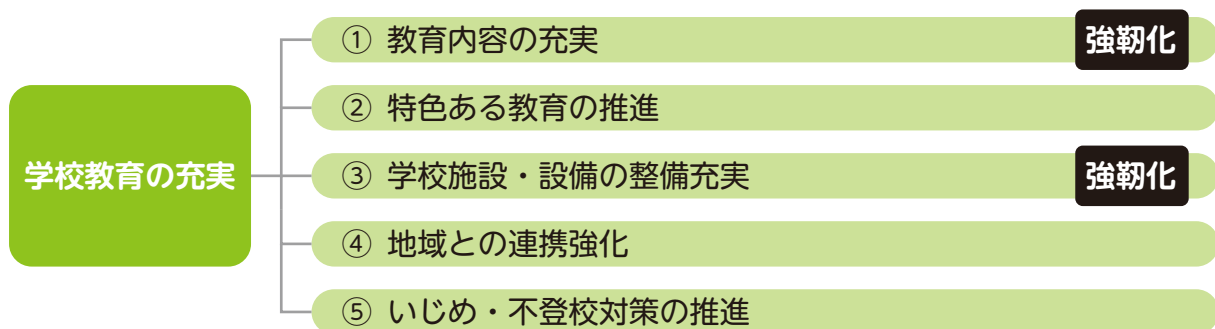 ① 教育内容の充実
強靭化
② 特色ある教育の推進
学校教育の充実
③ 学校施設・設備の整備充実
強靭化
④ 地域との連携強化
⑤ いじめ・不登校対策の推進